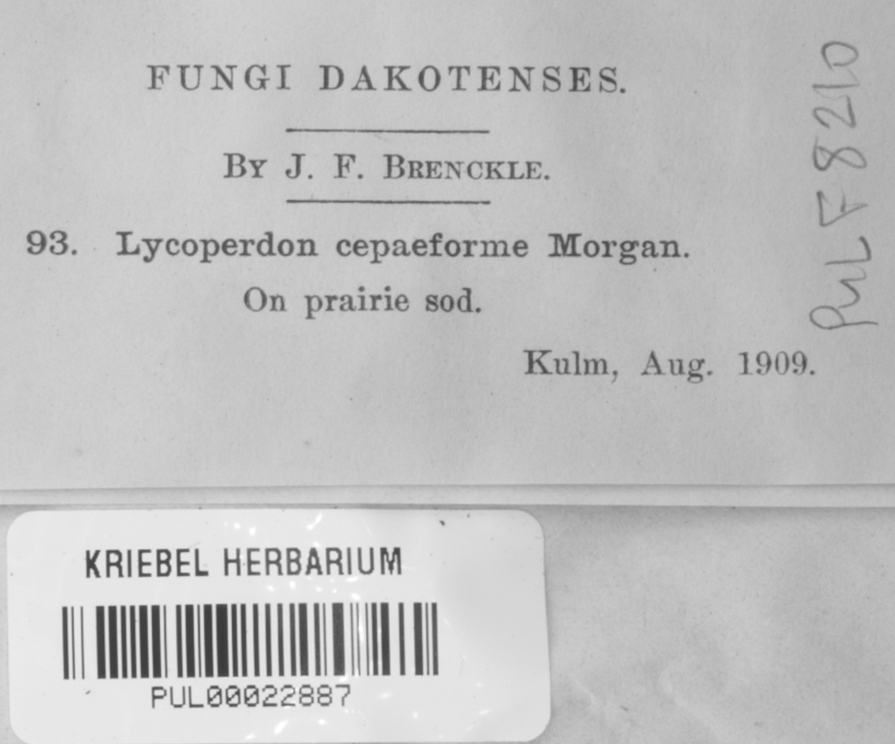 FUNGI DAKOTENSES.
BY J. F. BRENCKLE.
93. Lycoperdon cepaeforme Morgan.
On prairie sod.
Kulm, Aug. 1909.
PUL F8210
KRIEBEL HERBARIUM
PUL00022887